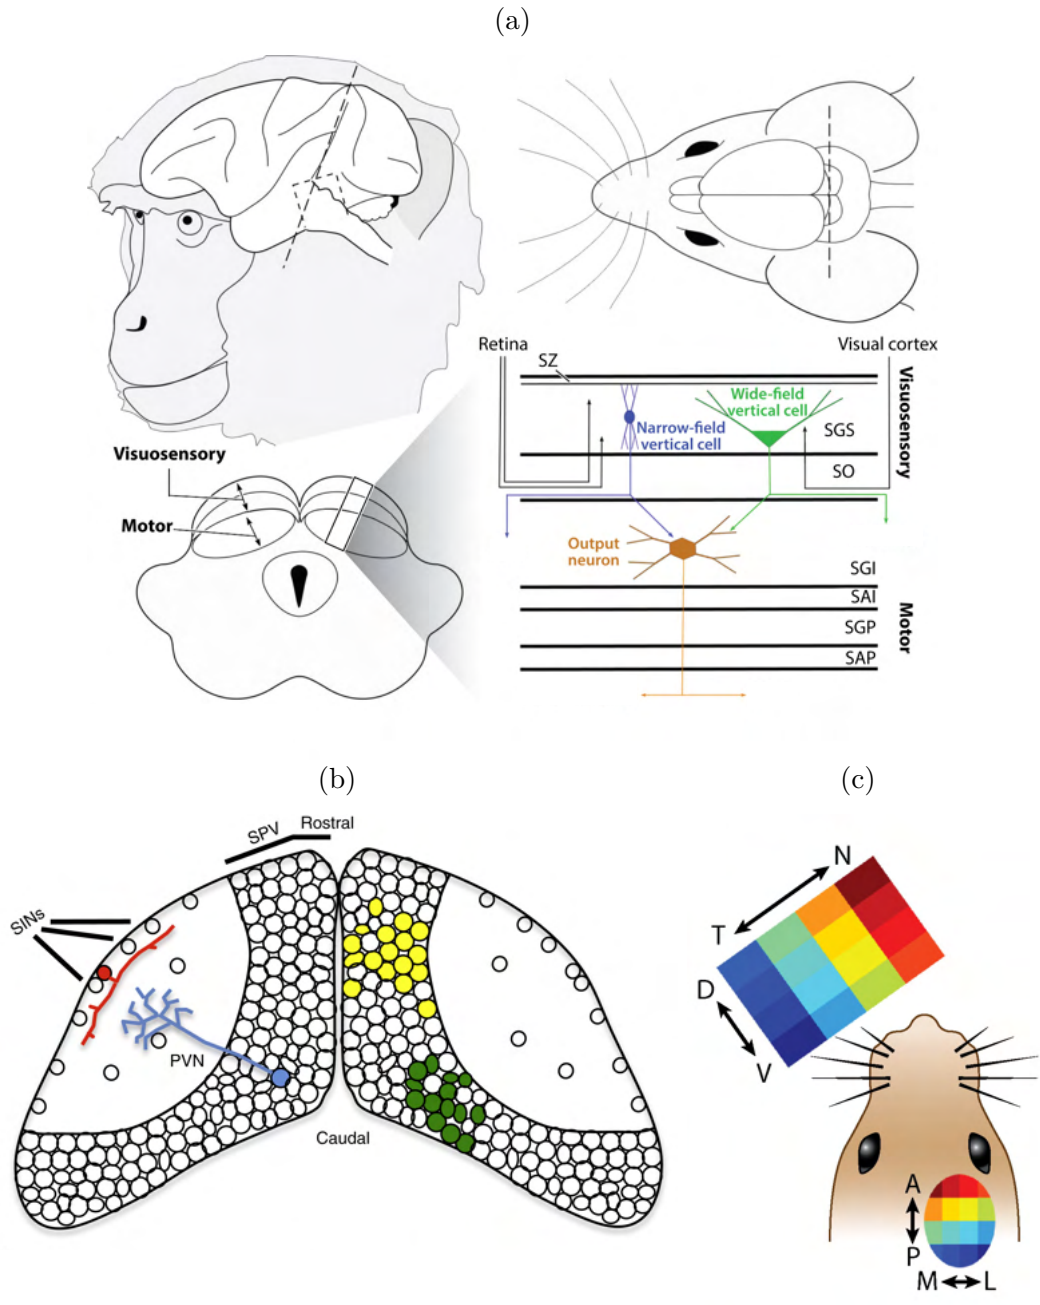 (a)
Retina
Visual cortex
SZ
Wide-field
vertical cell
Narrow-field
vertical cell
SGS
SO
Visuosensory
Visuosensory
Motor
Output
neuron
SGI
SAI
SGP
SAP
Motor
(b)
(c)
SPV
Rostral
SINs
PVN
Caudal
N
T
D
V
A
P
M
L